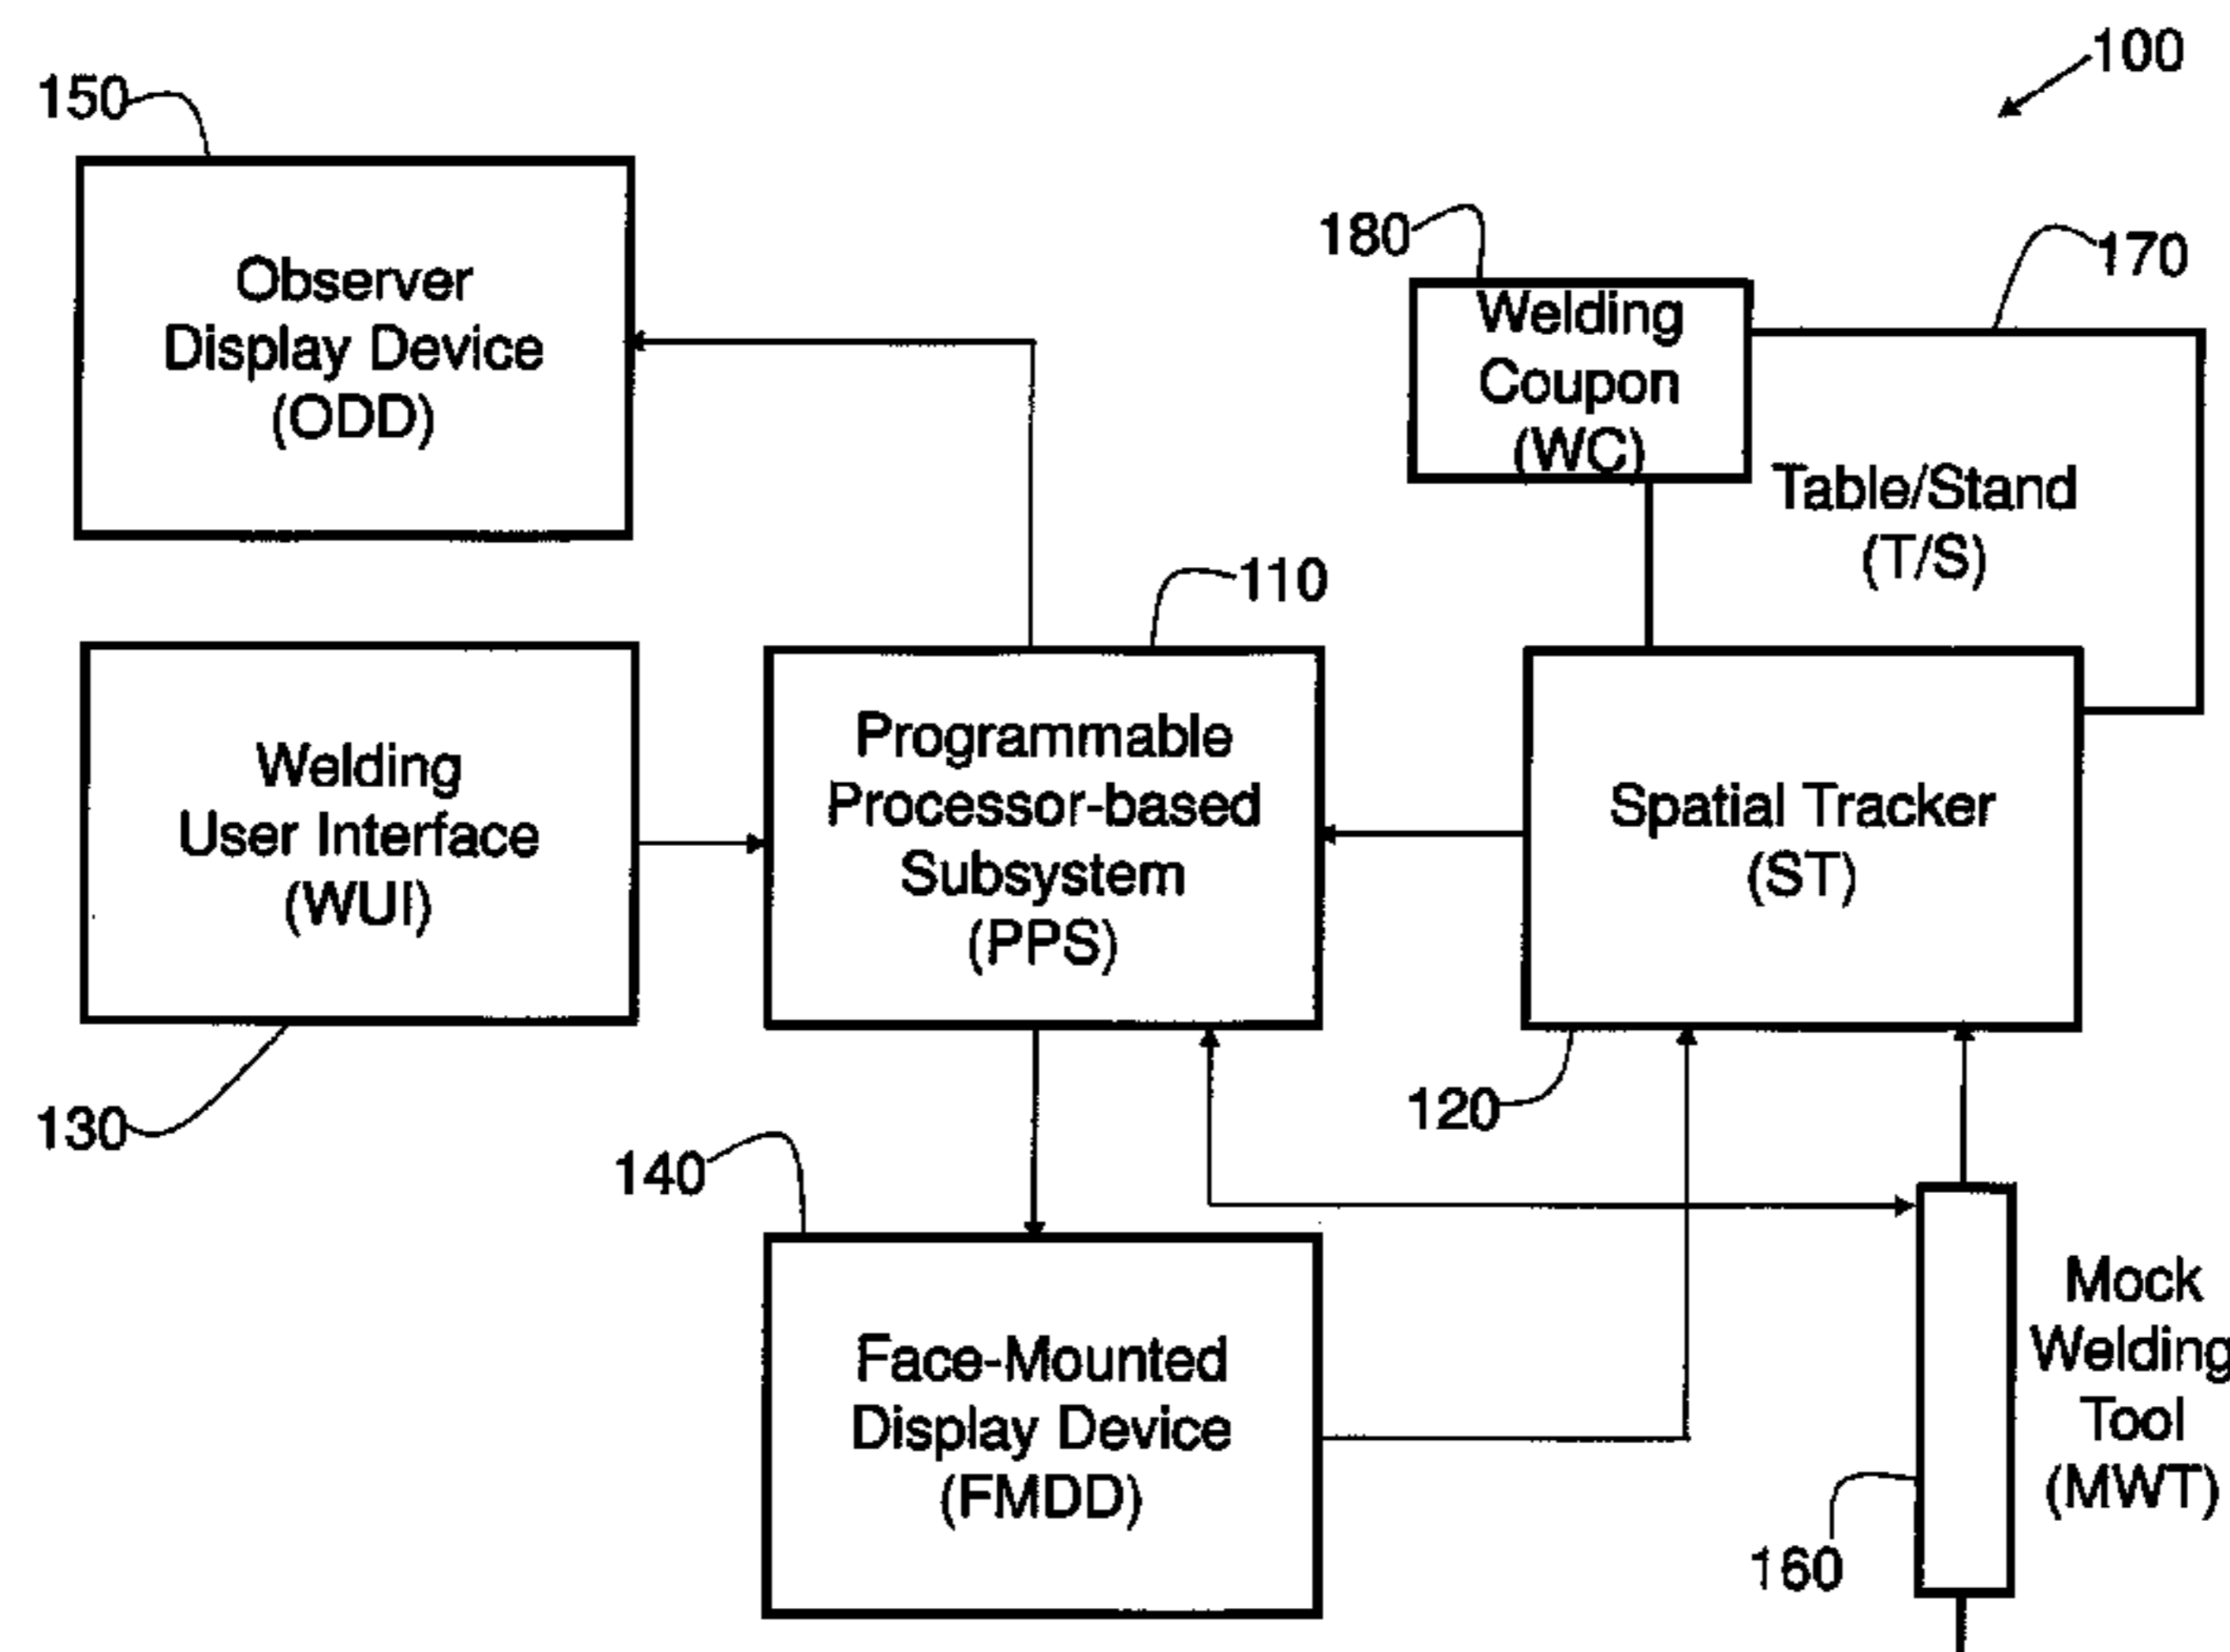 100
150
Observer
Display Device
(ODD)
180
Welding
Coupon
(WC)
170
Table/Stand
(T/S)
110
Welding
User Interface
(WUI)
130
Programmable
Processor-based
Subsystem
(PPS)
Spatial Tracker
(ST)
120
140
Face-Mounted
Display Device
(FMDD)
Mock
Welding
Tool
(MWT)
160